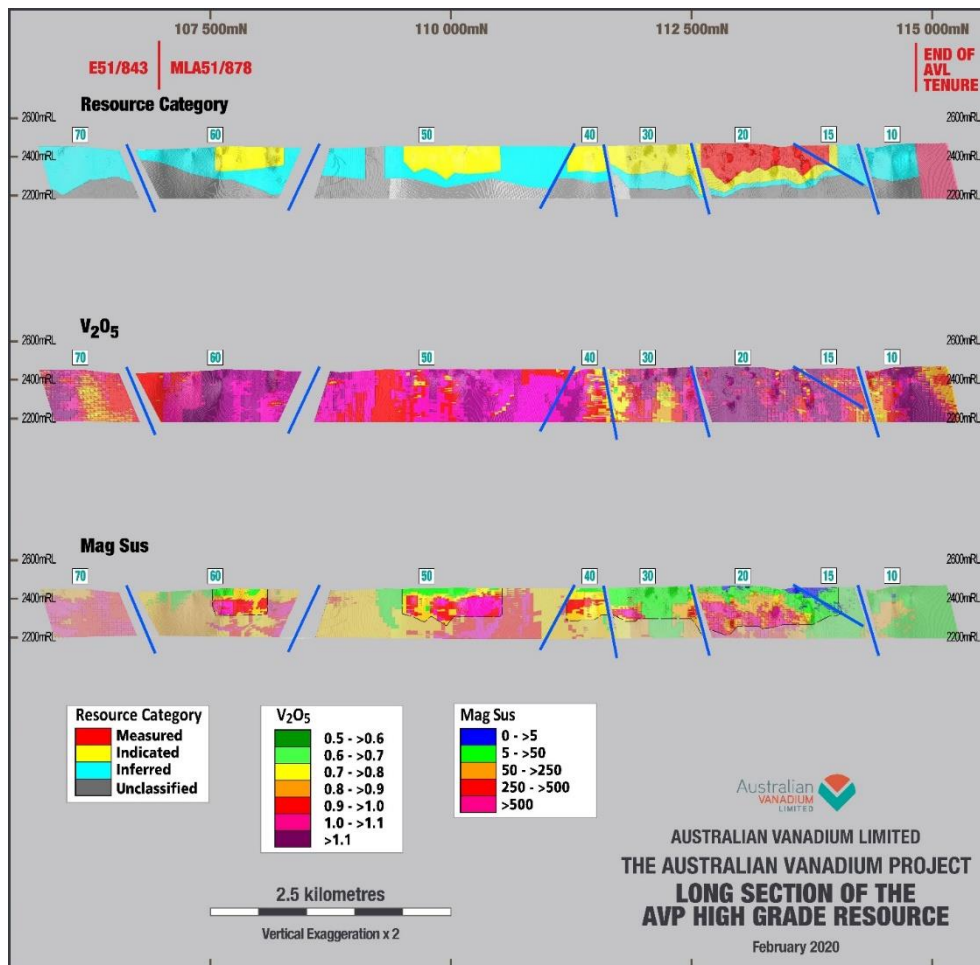 107 500mN 110 000mN 112 500mN 115 000mN
E51/843 MLA51/878
END OF
AVL
TENURE
Resource Category
2600mRL 2600mRL
70 60 50 40 30 20 15 10
2400mRL 2400mRL
2200mRL 2200mRL
V₂O₅
2600mRL 2600mRL
70 60 50 40 30 20 15 10
2400mRL 2400mRL
2200mRL 2200mRL
Mag Sus
2600mRL 2600mRL
70 60 50 40 30 20 15 10
2400mRL 2400mRL
2200mRL 2200mRL
Resource Category
Measured
Indicated
Inferred
Unclassified
V₂O₅
0.5 - >0.6
0.6 - >0.7
0.7 - >0.8
0.8 - >0.9
0.9 - >1.0
1.0 - >1.1
>1.1
Mag Sus
0 - >5
5 - >50
50 - >250
250 - >500
>500
2.5 kilometres
Vertical Exaggeration x 2
Australian
VANADIUM
LIMITED
AUSTRALIAN VANADIUM LIMITED
THE AUSTRALIAN VANADIUM PROJECT
LONG SECTION OF THE
AVP HIGH GRADE RESOURCE
February 2020